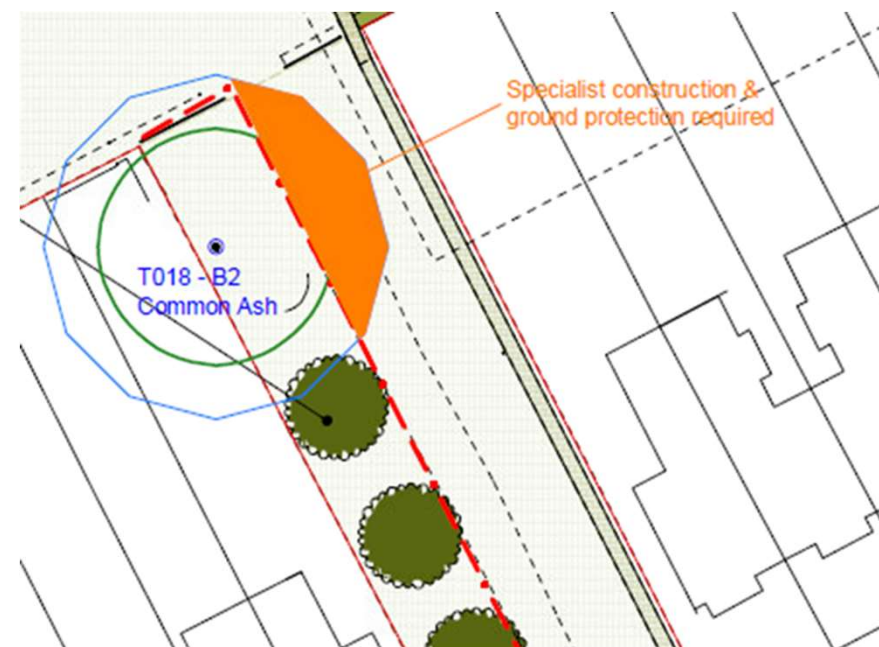 Specialist construction &
ground protection required
T018 - B2
Common Ash